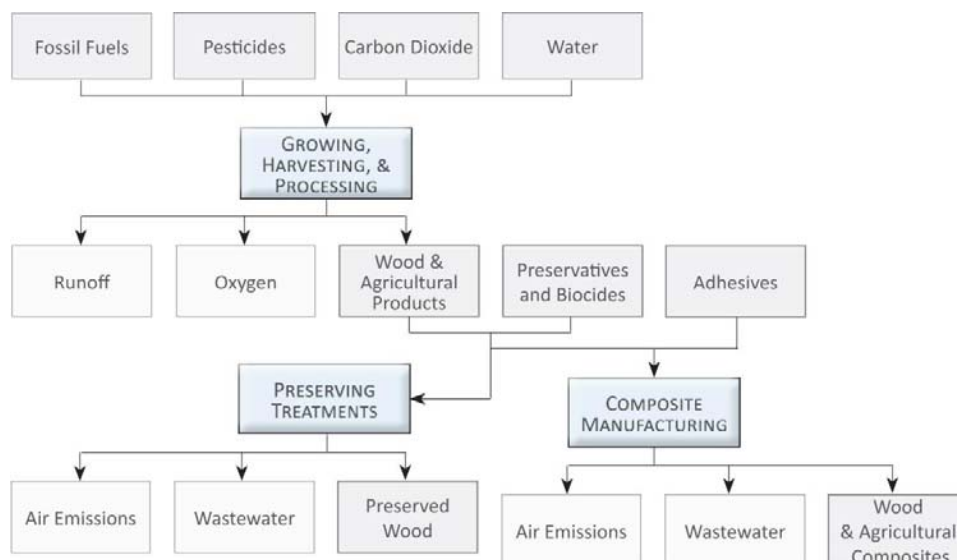 Fossil Fuels
Pesticides
Carbon Dioxide
Water
GROWING,
HARVESTING, &
PROCESSING
Runoff
Oxygen
Wood &
Agricultural
Products
Preservatives
and Biocides
Adhesives
PRESERVING
TREATMENTS
COMPOSITE
MANUFACTURING
Air Emissions
Wastewater
Preserved
Wood
Air Emissions
Wastewater
Wood
& Agricultural
Composites